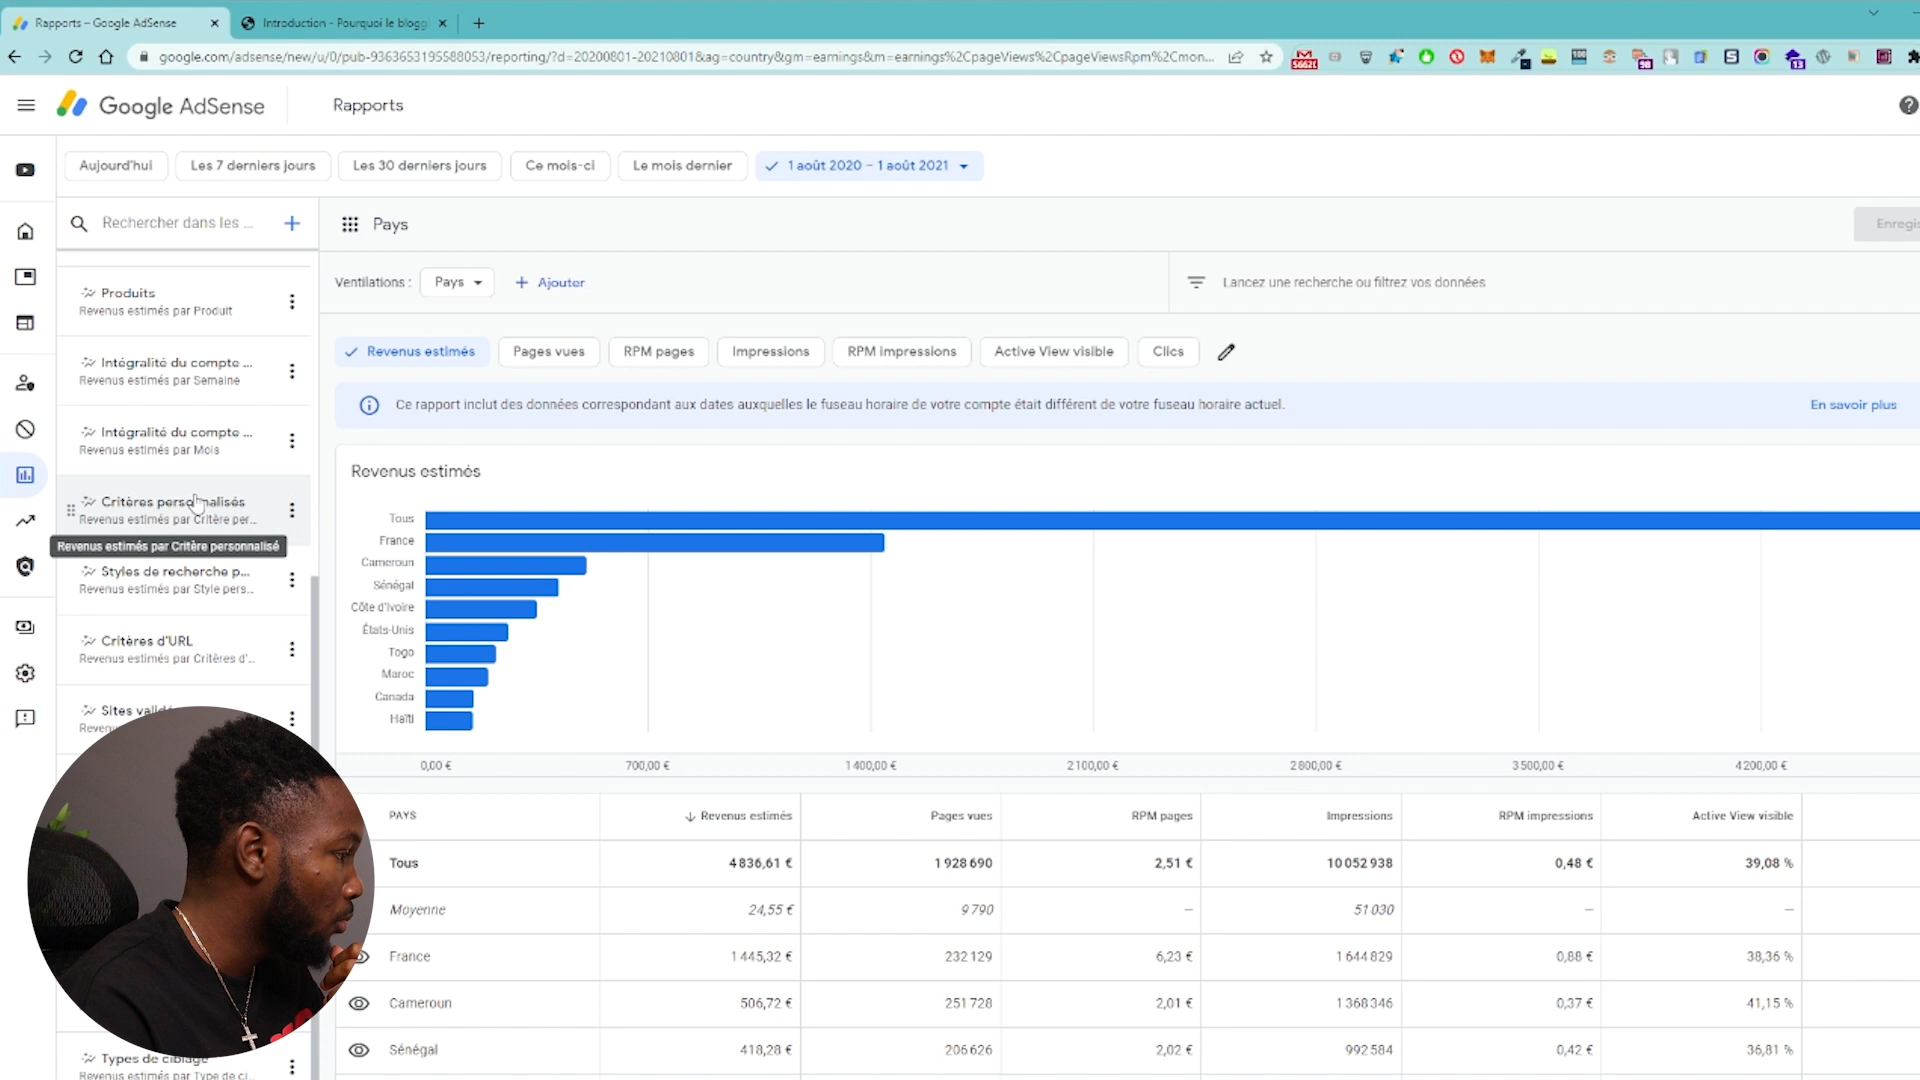 Rapports – Google AdSense
Introduction - Pourquoi le blogg
google.com/adsense/new/u/0/pub-9363653195588053/reporting/?d=20200801-20210801&ag=country&gm=earnings&m=earnings%2CpageViews%2CpageViewsRpm%2Cmon...
Google AdSense
Rapports
Aujourd'hui
Les 7 derniers jours
Les 30 derniers jours
Ce mois-ci
Le mois dernier
1 août 2020 – 1 août 2021
Rechercher dans les ...
Pays
Enregis
Ventilations :
Pays
Ajouter
Lancez une recherche ou filtrez vos données
Produits
Revenus estimés par Produit
Intégralité du compte ...
Revenus estimés par Semaine
Intégralité du compte ...
Revenus estimés par Mois
Critères personnalisés
Revenus estimés par Critère per...
Revenus estimés par Critère personnalisé
Styles de recherche p...
Revenus estimés par Style pers...
Critères d'URL
Revenus estimés par Critères d'...
Sites valid
Reven
Types de ciblage
Revenus estimés par Type de ci...
Revenus estimés
Pages vues
RPM pages
Impressions
RPM impressions
Active View visible
Clics
Ce rapport inclut des données correspondant aux dates auxquelles le fuseau horaire de votre compte était différent de votre fuseau horaire actuel.
En savoir plus
Revenus estimés
Tous
France
Cameroun
Sénégal
Côte d'Ivoire
États-Unis
Togo
Maroc
Canada
Haïti
0,00 € 700,00 € 1 400,00 € 2 100,00 € 2 800,00 € 3 500,00 € 4 200,00 €
PAYS Revenus estimés Pages vues RPM pages Impressions RPM impressions Active View visible
Tous 4 836,61 € 1 928 690 2,51 € 10 052 938 0,48 € 39,08 %
Moyenne 24,55 € 9 790 — 51 030 — —
France 1 445,32 € 232 129 6,23 € 1 644 829 0,88 € 38,36 %
Cameroun 506,72 € 251 728 2,01 € 1 368 346 0,37 € 41,15 %
Sénégal 418,28 € 206 626 2,02 € 992 584 0,42 € 36,81 %